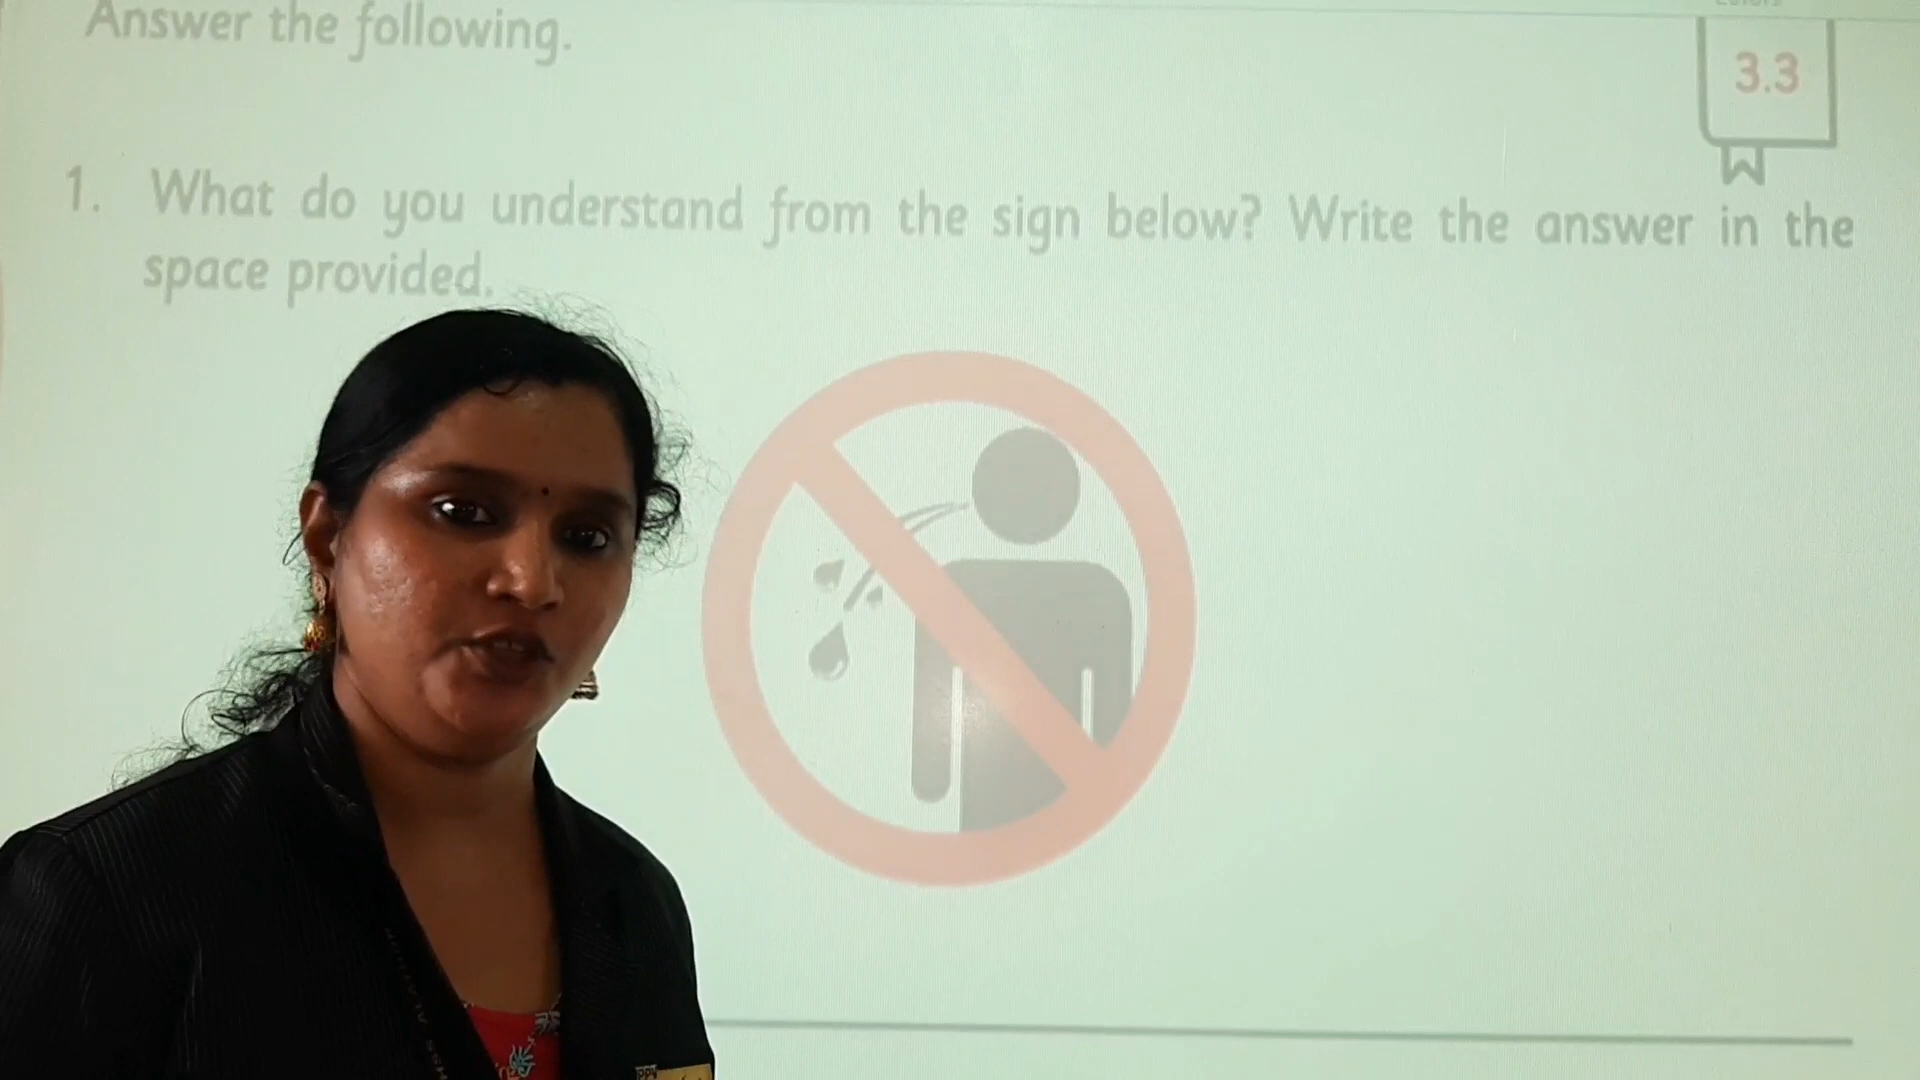 Answer the following.
3.3
1. What do you understand from the sign below? Write the answer in the
space provided.